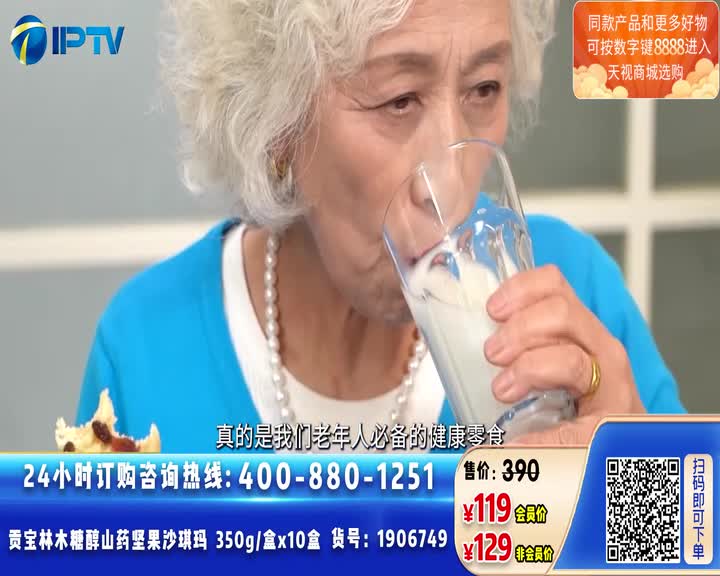 IPTV
同款产品和更多好物
可按数字键8888进入
天视商城选购
真的是我们老年人必备的健康零食
24小时订购咨询热线:400-880-1251
贡宝林木糖醇山药坚果沙琪玛 350g/盒x10盒 货号: 1906749
售价: 390
¥119 会员价
¥129 非会员价
扫码即可下单